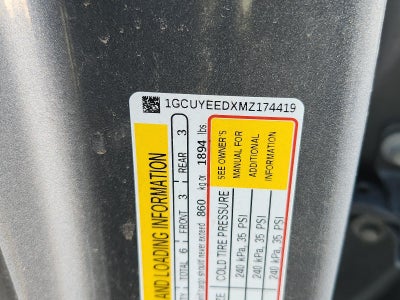 1GCUYEEDXMZ174419
AND LOADING INFORMATION
TOTAL 6 FRONT 3 REAR 3
cargo should never exceed 860 kg or 1894 lbs
COLD TIRE PRESSURE
SEE OWNER'S
MANUAL FOR
ADDITIONAL
INFORMATION
240 kPa, 35 PSI
240 kPa, 35 PSI
240 kPa, 35 PSI